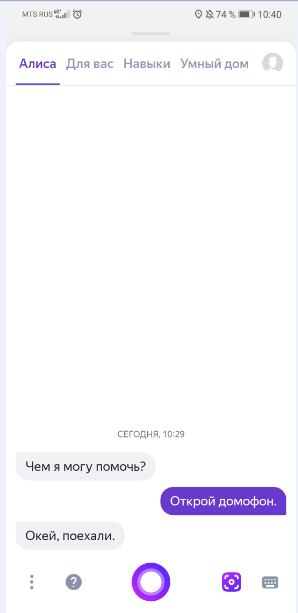 MTS RUS 74 % 10:40
Алиса Для вас Навыки Умный дом
СЕГОДНЯ, 10:29
Чем я могу помочь?
Открой домофон.
Окей, поехали.
?